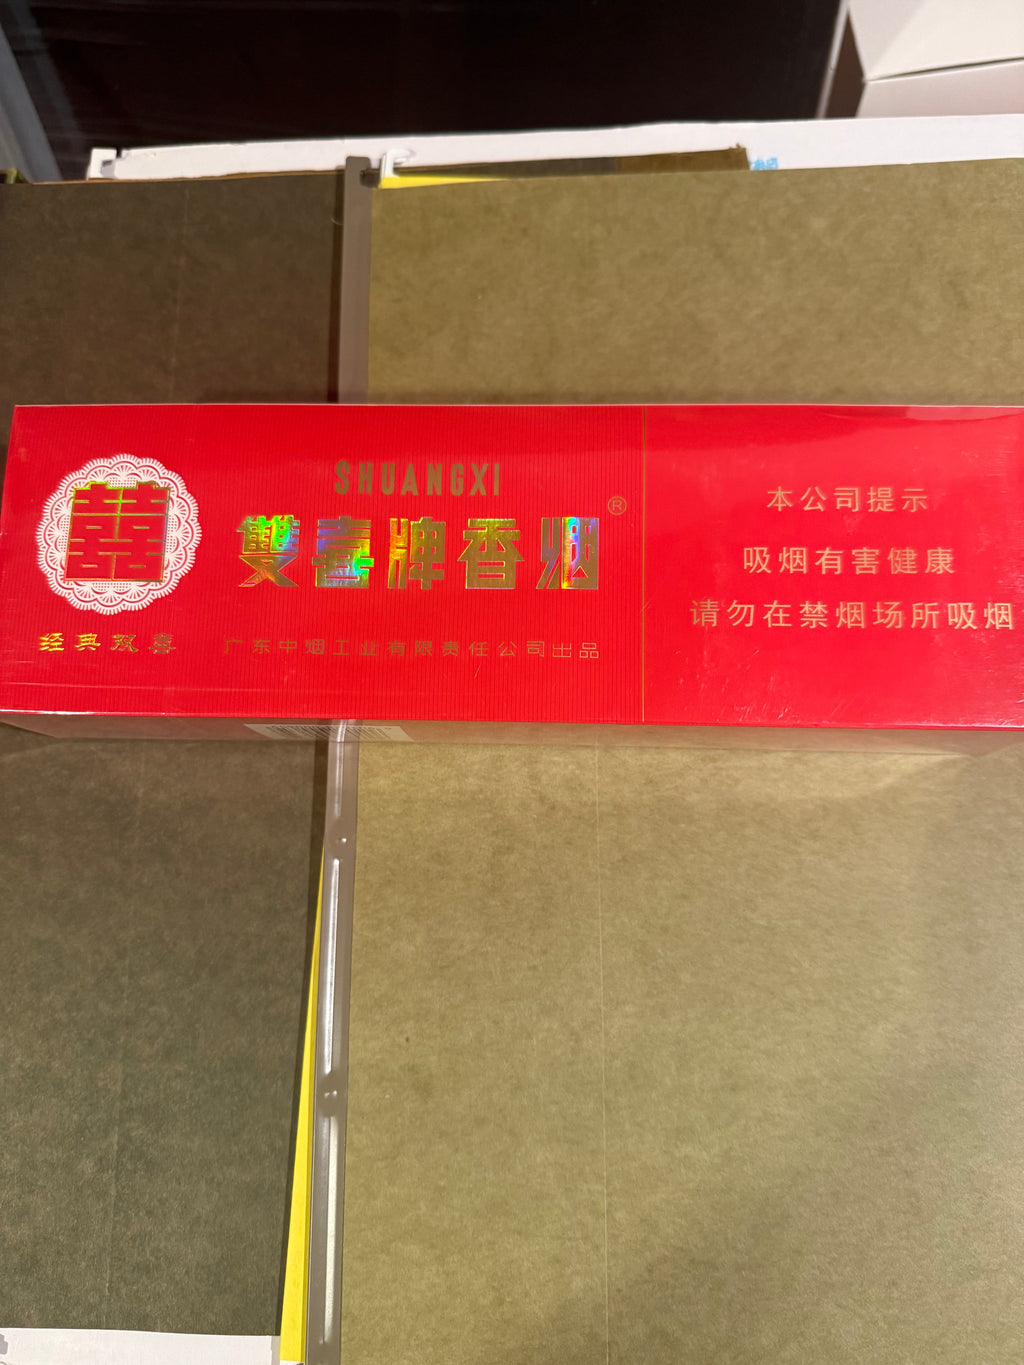 囍
经典双喜
SHUANGXI
雙喜牌香烟®
广东中烟工业有限责任公司出品
本公司提示
吸烟有害健康
请勿在禁烟场所吸烟